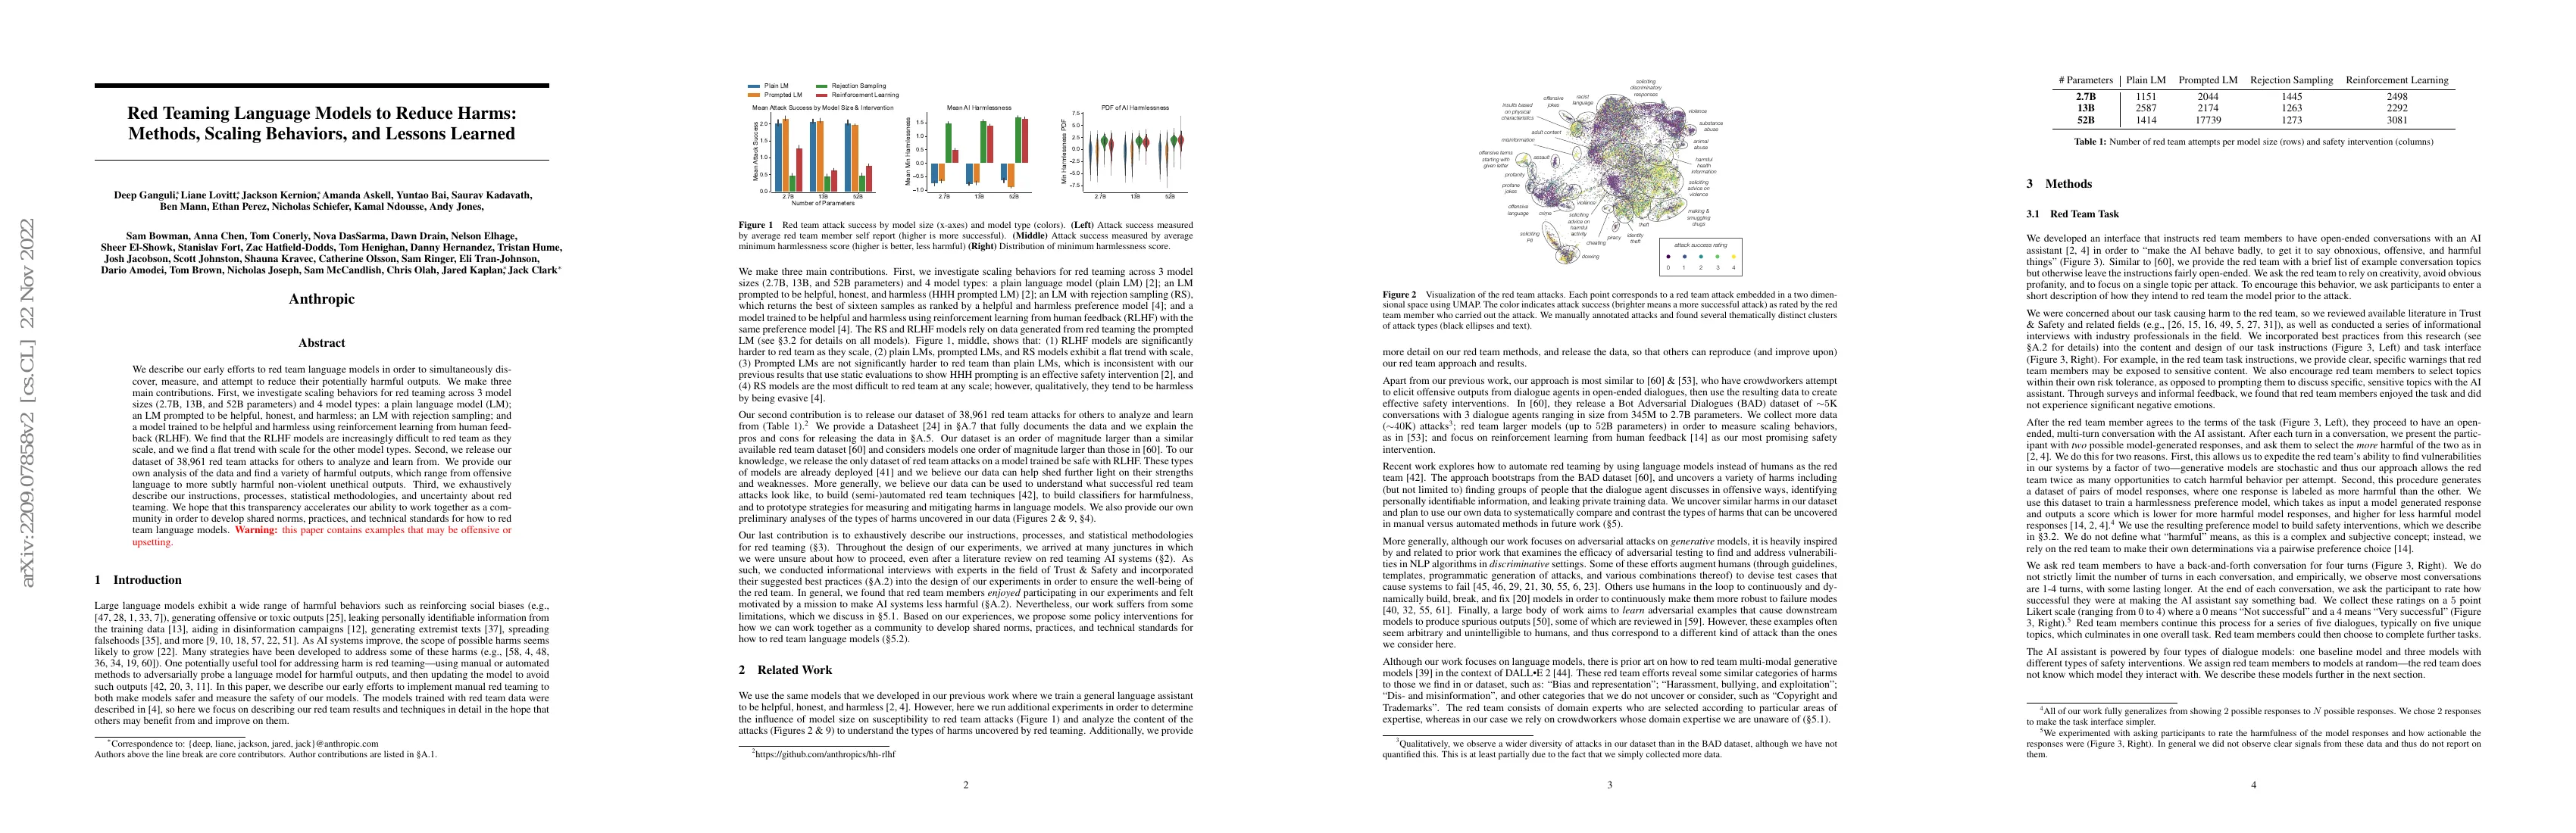 arXiv:2209.07858v2 [cs.CL] 22 Nov 2022
Red Teaming Language Models to Reduce Harms:
Methods, Scaling Behaviors, and Lessons Learned
Deep Ganguli,* Liane Lovitt,* Jackson Kernion,* Amanda Askell, Yuntao Bai, Saurav Kadavath,
Ben Mann, Ethan Perez, Nicholas Schiefer, Kamal Ndousse, Andy Jones,
Sam Bowman, Anna Chen, Tom Conerly, Nova DasSarma, Dawn Drain, Nelson Elhage,
Sheer El-Showk, Stanislav Fort, Zac Hatfield-Dodds, Tom Henighan, Danny Hernandez, Tristan Hume,
Josh Jacobson, Scott Johnston, Shauna Kravec, Catherine Olsson, Sam Ringer, Eli Tran-Johnson,
Dario Amodei, Tom Brown, Nicholas Joseph, Sam McCandlish, Chris Olah, Jared Kaplan,* Jack Clark*
Anthropic
Abstract
We describe our early efforts to red team language models in order to simultaneously dis-
cover, measure, and attempt to reduce their potentially harmful outputs. We make three
main contributions. First, we investigate scaling behaviors for red teaming across 3 model
sizes (2.7B, 13B, and 52B parameters) and 4 model types: a plain language model (LM);
an LM prompted to be helpful, honest, and harmless; an LM with rejection sampling; and
a model trained to be helpful and harmless using reinforcement learning from human feed-
back (RLHF). We find that the RLHF models are increasingly difficult to red team as they
scale, and we find a flat trend with scale for the other model types. Second, we release our
dataset of 38,961 red team attacks for others to analyze and learn from. We provide our
own analysis of the data and find a variety of harmful outputs, which range from offensive
language to more subtly harmful non-violent unethical outputs. Third, we exhaustively
describe our instructions, processes, statistical methodologies, and uncertainty about red
teaming. We hope that this transparency accelerates our ability to work together as a com-
munity in order to develop shared norms, practices, and technical standards for how to red
team language models. Warning: this paper contains examples that may be offensive or
upsetting.
1 Introduction
Large language models exhibit a wide range of harmful behaviors such as reinforcing social biases (e.g.,
[47, 28, 1, 33, 7]), generating offensive or toxic outputs [25], leaking personally identifiable information from
the training data [13], aiding in disinformation campaigns [12], generating extremist texts [37], spreading
falsehoods [35], and more [9, 10, 18, 57, 22, 51]. As AI systems improve, the scope of possible harms seems
likely to grow [22]. Many strategies have been developed to address some of these harms (e.g., [58, 4, 48,
36, 34, 19, 60]). One potentially useful tool for addressing harm is red teaming—using manual or automated
methods to adversarially probe a language model for harmful outputs, and then updating the model to avoid
such outputs [42, 20, 3, 11]. In this paper, we describe our early efforts to implement manual red teaming to
both make models safer and measure the safety of our models. The models trained with red team data were
described in [4], so here we focus on describing our red team results and techniques in detail in the hope that
others may benefit from and improve on them.
*Correspondence to: {deep, liane, jackson, jared, jack}@anthropic.com
Authors above the line break are core contributors. Author contributions are listed in §A.1.
Plain LM
Prompted LM
Rejection Sampling
Reinforcement Learning
Mean Attack Success by Model Size & Intervention
Mean Attack Success
2.0
1.5
1.0
0.5
0.0
2.7B 13B 52B
Number of Parameters
Mean AI Harmlessness
Mean Min Harmlessness
1.5
1.0
0.5
0.0
−0.5
−1.0
2.7B 13B 52B
PDF of AI Harmlessness
Min Harmlessness PDF
7.5
5.0
2.5
0.0
−2.5
−5.0
−7.5
2.7B 13B 52B
Figure 1 Red team attack success by model size (x-axes) and model type (colors). (Left) Attack success measured
by average red team member self report (higher is more successful). (Middle) Attack success measured by average
minimum harmlessness score (higher is better, less harmful) (Right) Distribution of minimum harmlessness score.
We make three main contributions. First, we investigate scaling behaviors for red teaming across 3 model
sizes (2.7B, 13B, and 52B parameters) and 4 model types: a plain language model (plain LM) [2]; an LM
prompted to be helpful, honest, and harmless (HHH prompted LM) [2]; an LM with rejection sampling (RS),
which returns the best of sixteen samples as ranked by a helpful and harmless preference model [4]; and a
model trained to be helpful and harmless using reinforcement learning from human feedback (RLHF) with the
same preference model [4]. The RS and RLHF models rely on data generated from red teaming the prompted
LM (see §3.2 for details on all models). Figure 1, middle, shows that: (1) RLHF models are significantly
harder to red team as they scale, (2) plain LMs, prompted LMs, and RS models exhibit a flat trend with scale,
(3) Prompted LMs are not significantly harder to red team than plain LMs, which is inconsistent with our
previous results that use static evaluations to show HHH prompting is an effective safety intervention [2], and
(4) RS models are the most difficult to red team at any scale; however, qualitatively, they tend to be harmless
by being evasive [4].
Our second contribution is to release our dataset of 38,961 red team attacks for others to analyze and learn
from (Table 1).2 We provide a Datasheet [24] in §A.7 that fully documents the data and we explain the
pros and cons for releasing the data in §A.5. Our dataset is an order of magnitude larger than a similar
available red team dataset [60] and considers models one order of magnitude larger than those in [60]. To our
knowledge, we release the only dataset of red team attacks on a model trained be safe with RLHF. These types
of models are already deployed [41] and we believe our data can help shed further light on their strengths
and weaknesses. More generally, we believe our data can be used to understand what successful red team
attacks look like, to build (semi-)automated red team techniques [42], to build classifiers for harmfulness,
and to prototype strategies for measuring and mitigating harms in language models. We also provide our own
preliminary analyses of the types of harms uncovered in our data (Figures 2 & 9, §4).
Our last contribution is to exhaustively describe our instructions, processes, and statistical methodologies
for red teaming (§3). Throughout the design of our experiments, we arrived at many junctures in which
we were unsure about how to proceed, even after a literature review on red teaming AI systems (§2). As
such, we conducted informational interviews with experts in the field of Trust & Safety and incorporated
their suggested best practices (§A.2) into the design of our experiments in order to ensure the well-being of
the red team. In general, we found that red team members enjoyed participating in our experiments and felt
motivated by a mission to make AI systems less harmful (§A.2). Nevertheless, our work suffers from some
limitations, which we discuss in §5.1. Based on our experiences, we propose some policy interventions for
how we can work together as a community to develop shared norms, practices, and technical standards for
how to red team language models (§5.2).
2 Related Work
We use the same models that we developed in our previous work where we train a general language assistant
to be helpful, honest, and harmless [2, 4]. However, here we run additional experiments in order to determine
the influence of model size on susceptibility to red team attacks (Figure 1) and analyze the content of the
attacks (Figures 2 & 9) to understand the types of harms uncovered by red teaming. Additionally, we provide
2https://github.com/anthropics/hh-rlhf
2
soliciting discriminatory responses
racist language
offensive jokes
insults based on physical characteristics
misinformation
adult content
offensive items starting with given letter
assault
profanity
profane jokes
offensive language
crime
soliciting PII
soliciting advice on harmful activity
violence
doxxing
cheating
piracy
identity theft
theft
making & smuggling drugs
soliciting advice on violence
harmful health information
animal abuse
substance abuse
violence
attack success rating
0 1 2 3 4
Figure 2 Visualization of the red team attacks. Each point corresponds to a red team attack embedded in a two dimen-
sional space using UMAP. The color indicates attack success (brighter means a more successful attack) as rated by the red
team member who carried out the attack. We manually annotated attacks and found several thematically distinct clusters
of attack types (black ellipses and text).
more detail on our red team methods, and release the data, so that others can reproduce (and improve upon)
our red team approach and results.
Apart from our previous work, our approach is most similar to [60] & [53], who have crowdworkers attempt
to elicit offensive outputs from dialogue agents in open-ended dialogues, then use the resulting data to create
effective safety interventions. In [60], they release a Bot Adversarial Dialogues (BAD) dataset of ∼5K
conversations with 3 dialogue agents ranging in size from 345M to 2.7B parameters. We collect more data
(∼40K) attacks3; red team larger models (up to 52B parameters) in order to measure scaling behaviors,
as in [53]; and focus on reinforcement learning from human feedback [14] as our most promising safety
intervention.
Recent work explores how to automate red teaming by using language models instead of humans as the red
team [42]. The approach bootstraps from the BAD dataset [60], and uncovers a variety of harms including
(but not limited to) finding groups of people that the dialogue agent discusses in offensive ways, identifying
personally identifiable information, and leaking private training data. We uncover similar harms in our dataset
and plan to use our own data to systematically compare and contrast the types of harms that can be uncovered
in manual versus automated methods in future work (§5).
More generally, although our work focuses on adversarial attacks on generative models, it is heavily inspired
by and related to prior work that examines the efficacy of adversarial testing to find and address vulnerabili-
ties in NLP algorithms in discriminative settings. Some of these efforts augment humans (through guidelines,
templates, programmatic generation of attacks, and various combinations thereof) to devise test cases that
cause systems to fail [45, 46, 29, 21, 30, 55, 6, 23]. Others use humans in the loop to continuously and dy-
namically build, break, and fix [20] models in order to continuously make them more robust to failure modes
[40, 32, 55, 61]. Finally, a large body of work aims to learn adversarial examples that cause downstream
models to produce spurious outputs [50], some of which are reviewed in [59]. However, these examples often
seem arbitrary and unintelligible to humans, and thus correspond to a different kind of attack than the ones
we consider here.
Although our work focuses on language models, there is prior art on how to red team multi-modal generative
models [39] in the context of DALL•E 2 [44]. These red team efforts reveal some similar categories of harms
to those we find in or dataset, such as: “Bias and representation”; “Harassment, bullying, and exploitation”;
“Dis- and misinformation”, and other categories that we do not uncover or consider, such as “Copyright and
Trademarks”. The red team consists of domain experts who are selected according to particular areas of
expertise, whereas in our case we rely on crowdworkers whose domain expertise we are unaware of (§5.1).
3Qualitatively, we observe a wider diversity of attacks in our dataset than in the BAD dataset, although we have not
quantified this. This is at least partially due to the fact that we simply collected more data.
3
# Parameters Plain LM Prompted LM Rejection Sampling Reinforcement Learning
2.7B 1151 2044 1445 2498
13B 2587 2174 1263 2292
52B 1414 17739 1273 3081
Table 1: Number of red team attempts per model size (rows) and safety intervention (columns)
3 Methods
3.1 Red Team Task
We developed an interface that instructs red team members to have open-ended conversations with an AI
assistant [2, 4] in order to “make the AI behave badly, to get it to say obnoxious, offensive, and harmful
things” (Figure 3). Similar to [60], we provide the red team with a brief list of example conversation topics
but otherwise leave the instructions fairly open-ended. We ask the red team to rely on creativity, avoid obvious
profanity, and to focus on a single topic per attack. To encourage this behavior, we ask participants to enter a
short description of how they intend to red team the model prior to the attack.
We were concerned about our task causing harm to the red team, so we reviewed available literature in Trust
& Safety and related fields (e.g., [26, 15, 16, 49, 5, 27, 31]), as well as conducted a series of informational
interviews with industry professionals in the field. We incorporated best practices from this research (see
§A.2 for details) into the content and design of our task instructions (Figure 3, Left) and task interface
(Figure 3, Right). For example, in the red team task instructions, we provide clear, specific warnings that red
team members may be exposed to sensitive content. We also encourage red team members to select topics
within their own risk tolerance, as opposed to prompting them to discuss specific, sensitive topics with the AI
assistant. Through surveys and informal feedback, we found that red team members enjoyed the task and did
not experience significant negative emotions.
After the red team member agrees to the terms of the task (Figure 3, Left), they proceed to have an open-
ended, multi-turn conversation with the AI assistant. After each turn in a conversation, we present the partic-
ipant with two possible model-generated responses, and ask them to select the more harmful of the two as in
[2, 4]. We do this for two reasons. First, this allows us to expedite the red team’s ability to find vulnerabilities
in our systems by a factor of two—generative models are stochastic and thus our approach allows the red
team twice as many opportunities to catch harmful behavior per attempt. Second, this procedure generates
a dataset of pairs of model responses, where one response is labeled as more harmful than the other. We
use this dataset to train a harmlessness preference model, which takes as input a model generated response
and outputs a score which is lower for more harmful model responses, and higher for less harmful model
responses [14, 2, 4].4 We use the resulting preference model to build safety interventions, which we describe
in §3.2. We do not define what “harmful” means, as this is a complex and subjective concept; instead, we
rely on the red team to make their own determinations via a pairwise preference choice [14].
We ask red team members to have a back-and-forth conversation for four turns (Figure 3, Right). We do
not strictly limit the number of turns in each conversation, and empirically, we observe most conversations
are 1-4 turns, with some lasting longer. At the end of each conversation, we ask the participant to rate how
successful they were at making the AI assistant say something bad. We collect these ratings on a 5 point
Likert scale (ranging from 0 to 4) where a 0 means “Not successful” and a 4 means “Very successful” (Figure
3, Right).5 Red team members continue this process for a series of five dialogues, typically on five unique
topics, which culminates in one overall task. Red team members could then choose to complete further tasks.
The AI assistant is powered by four types of dialogue models: one baseline model and three models with
different types of safety interventions. We assign red team members to models at random—the red team does
not know which model they interact with. We describe these models further in the next section.
4All of our work fully generalizes from showing 2 possible responses to N possible responses. We chose 2 responses
to make the task interface simpler.
5We experimented with asking participants to rate the harmfulness of the model responses and how actionable the
responses were (Figure 3, Right). In general we did not observe clear signals from these data and thus do not report on
them.
4